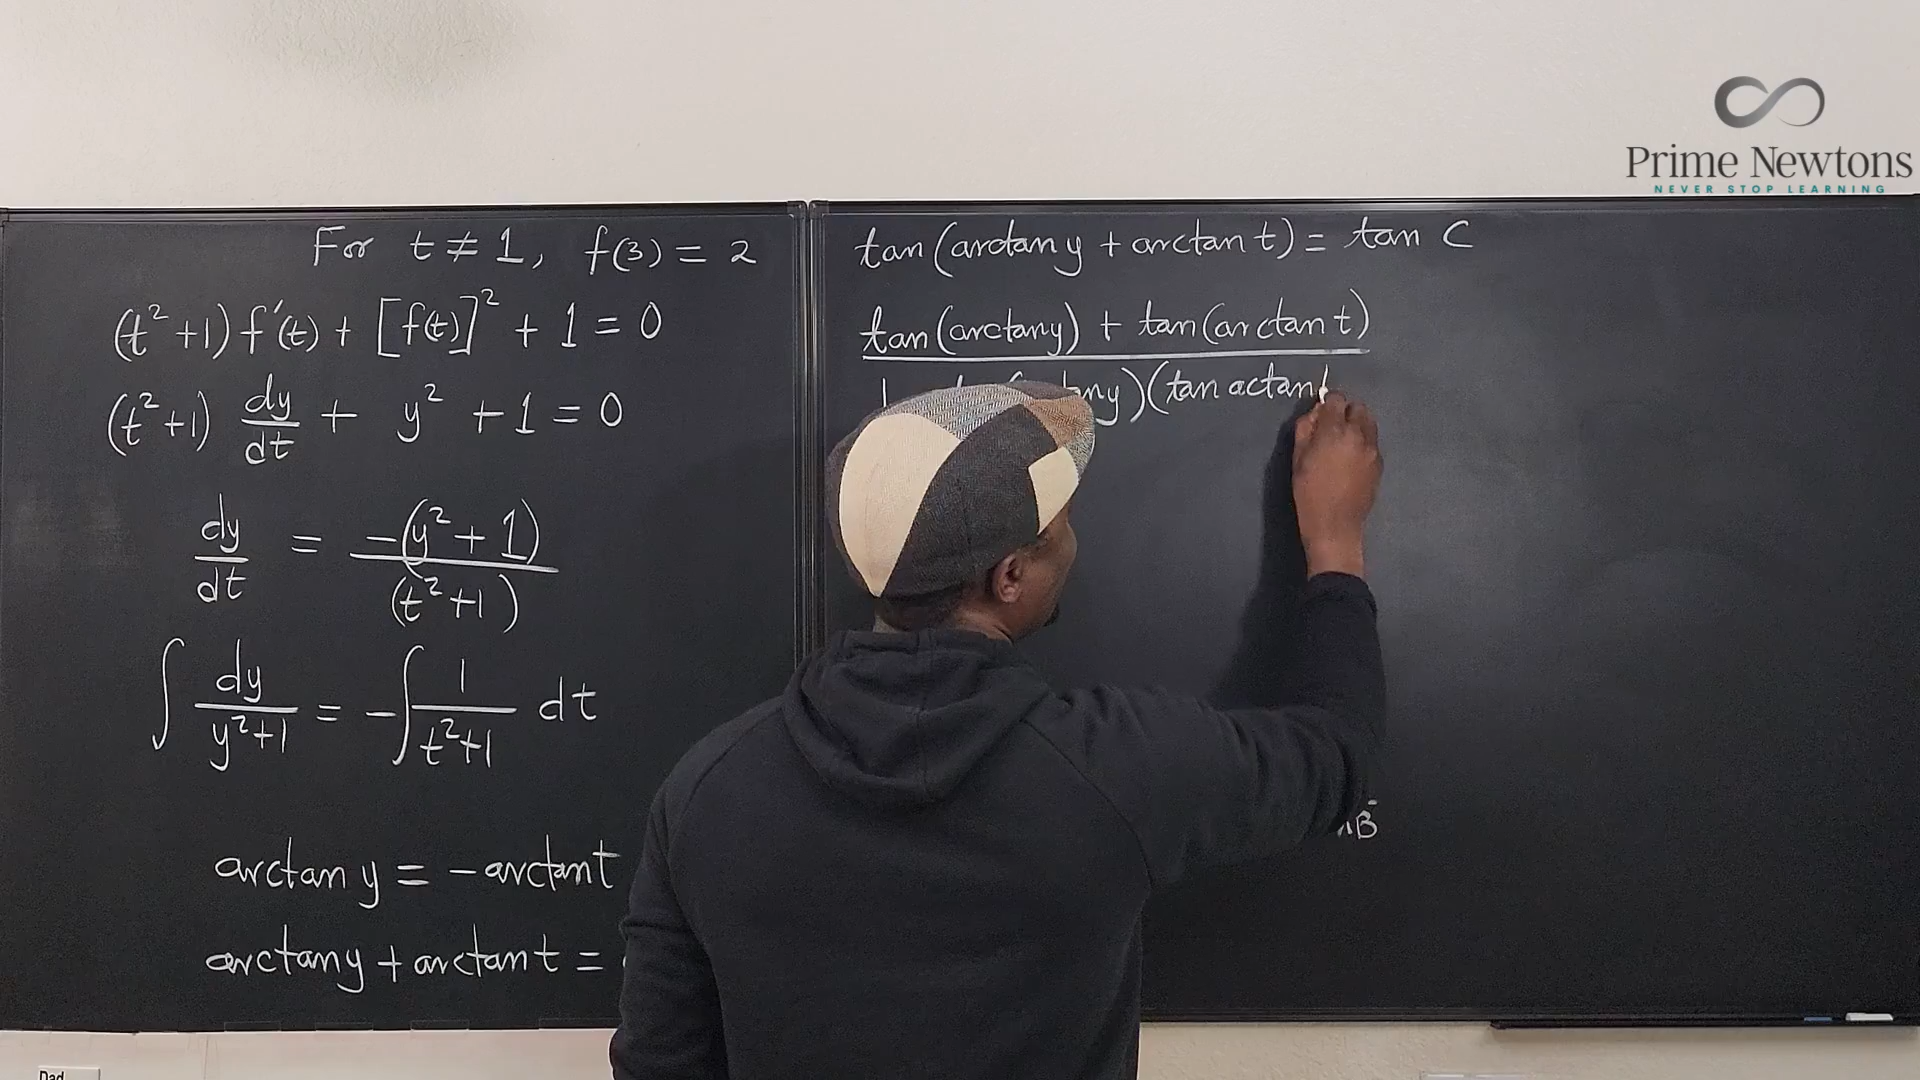 Prime Newtons
NEVER STOP LEARNING
For t ≠ 1, f(3) = 2
(t²+1) f'(t) + [f(t)]² + 1 = 0
(t²+1) dy/dt + y² + 1 = 0
dy/dt = -(y²+1)/(t²+1)
∫ dy/(y²+1) = -∫ 1/(t²+1) dt
arctan y = -arctan t
arctan y + arctan t =
tan(arctan y + arctan t) = tan C
tan(arctan y) + tan(arctan t)
)(tan actan
B
Dad